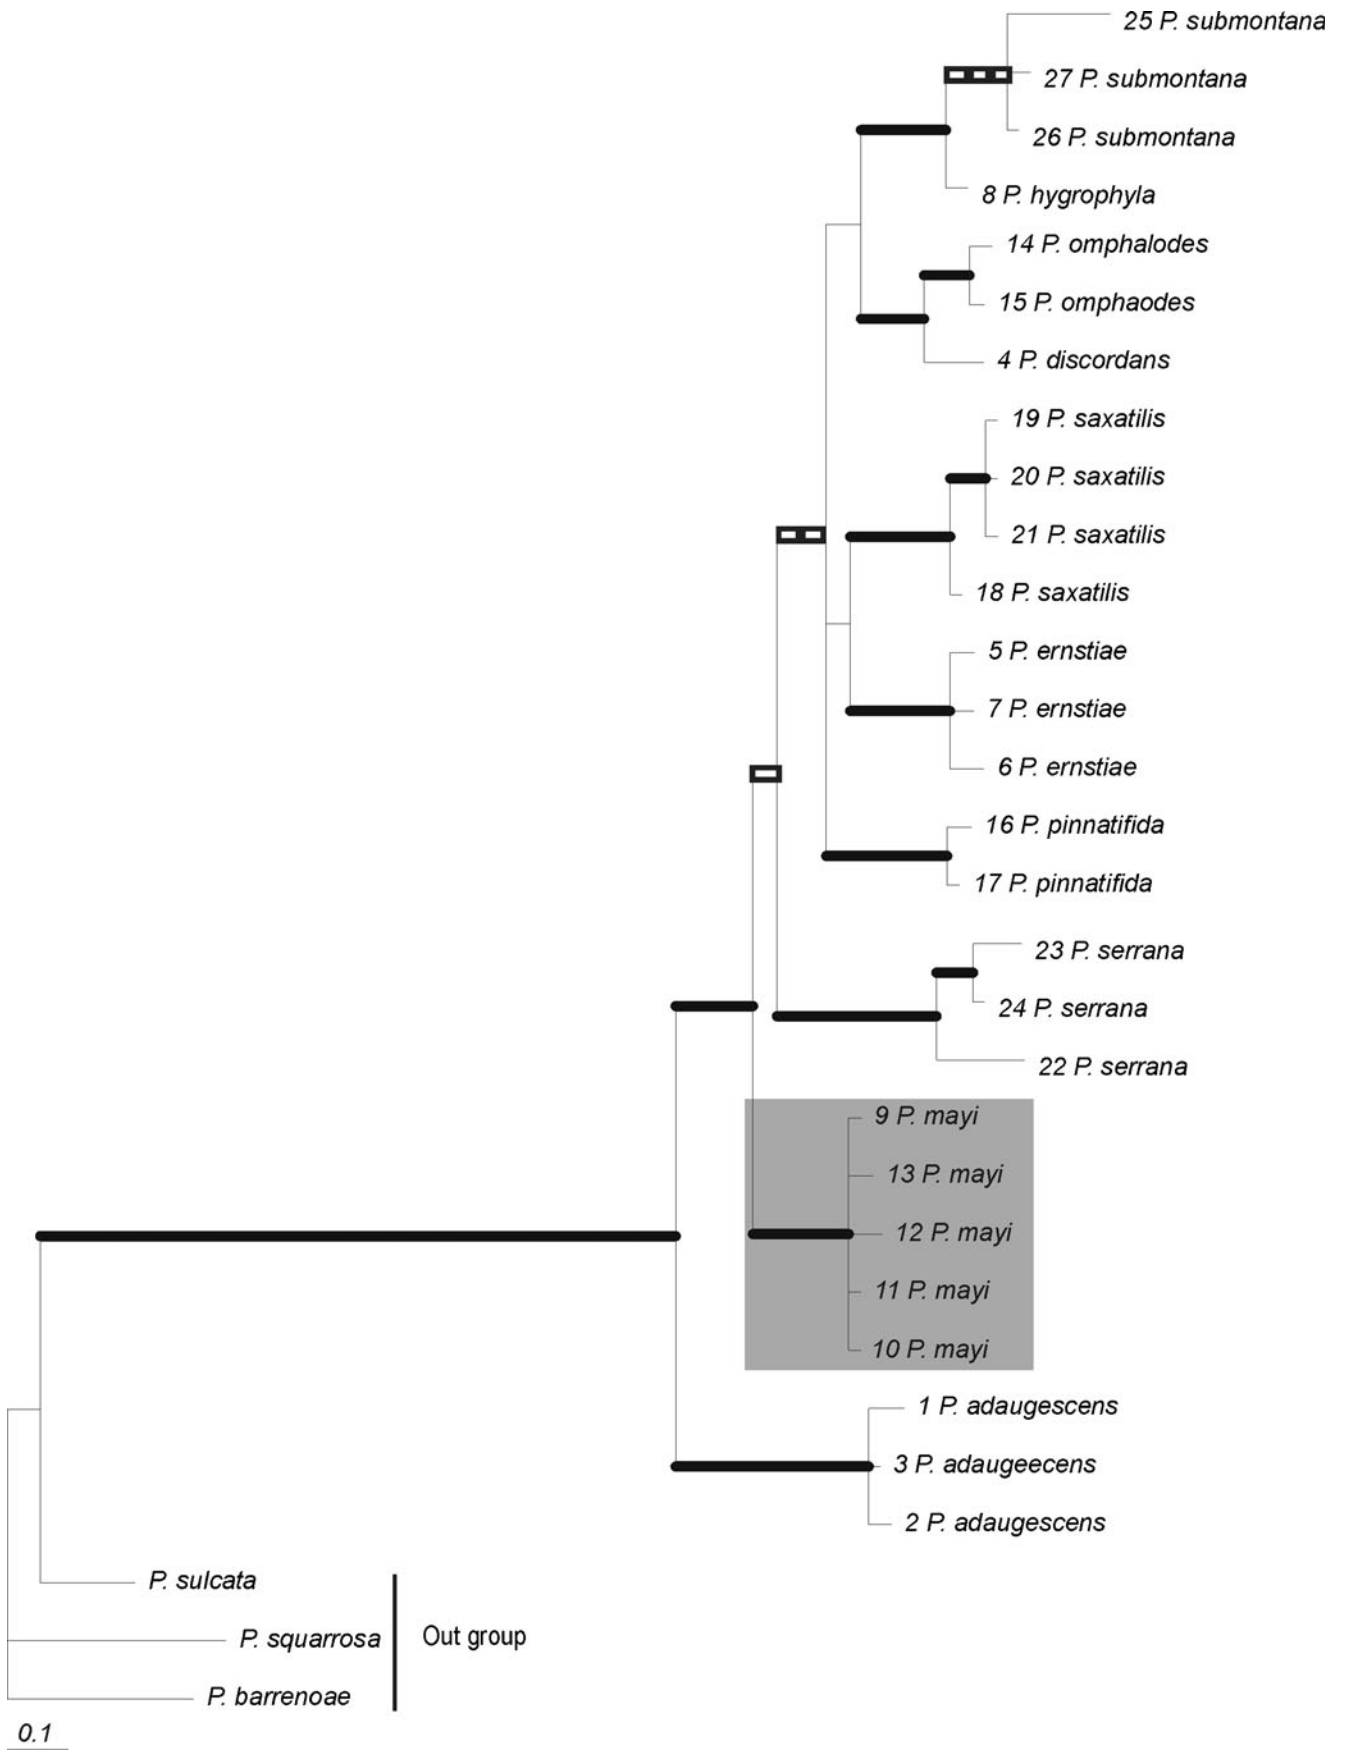 25 P. submontana
27 P. submontana
26 P. submontana
8 P. hygrophyla
14 P. omphalodes
15 P. omphaodes
4 P. discordans
19 P. saxatilis
20 P. saxatilis
21 P. saxatilis
18 P. saxatilis
5 P. ernstiae
7 P. ernstiae
6 P. ernstiae
16 P. pinnatifida
17 P. pinnatifida
23 P. serrana
24 P. serrana
22 P. serrana
9 P. mayi
13 P. mayi
12 P. mayi
11 P. mayi
10 P. mayi
1 P. adaugescens
3 P. adaugeecens
2 P. adaugescens
P. sulcata
P. squarrosa
Out group
P. barrenoae
0.1